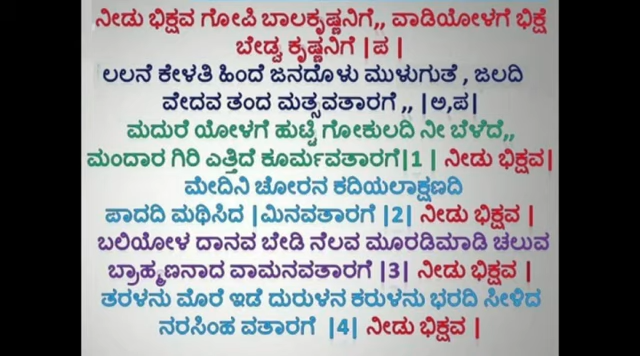 ನೀಡು ಭಿಕ್ಷವ ಗೋಪಿ ಬಾಲಕೃಷ್ಣನಿಗೆ,, ವಾಡಿಯೋಳಗೆ ಭಿಕ್ಷೆ
ಬೇಡ್ವ ಕೃಷ್ಣನಿಗೆ |ಪ |
ಲಲನೆ ಕೇಳತಿ ಹಿಂದೆ ಜನದೊಳು ಮುಳುಗುತೆ , ಜಲದಿ
ವೇದವ ತಂದ ಮತ್ಸವತಾರಗೆ ,, |ಅ,ಪ|
ಮದುರೆ ಯೋಳಗೆ ಹುಟ್ಟಿ ಗೋಕುಲದಿ ನೀ ಬೆಳೆದೆ,,
ಮಂದಾರ ಗಿರಿ ಎತ್ತಿದೆ ಕೂರ್ಮವತಾರಗೆ|1 | ನೀಡು ಭಿಕ್ಷವ|
ಮೇದಿನಿ ಚೋರನ ಕದಿಯಲಾಕ್ಷಣದಿ
ಪಾದದಿ ಮಥಿಸಿದ |ಮಿನವತಾರಗೆ |2| ನೀಡು ಭಿಕ್ಷವ |
ಬಲಿಯೋಳ ದಾನವ ಬೇಡಿ ನೆಲವ ಮೂರಡಿಮಾಡಿ ಚಲುವ
ಬ್ರಾಹ್ಮಣನಾದ ವಾಮನವತಾರಗೆ |3| ನೀಡು ಭಿಕ್ಷವ |
ತರಳನು ಮೊರೆ ಇಡೆ ದುರುಳನ ಕರುಳನು ಭರದಿ ಸೀಳಿದ
ನರಸಿಂಹ ವತಾರಗೆ |4| ನೀಡು ಭಿಕ್ಷವ |